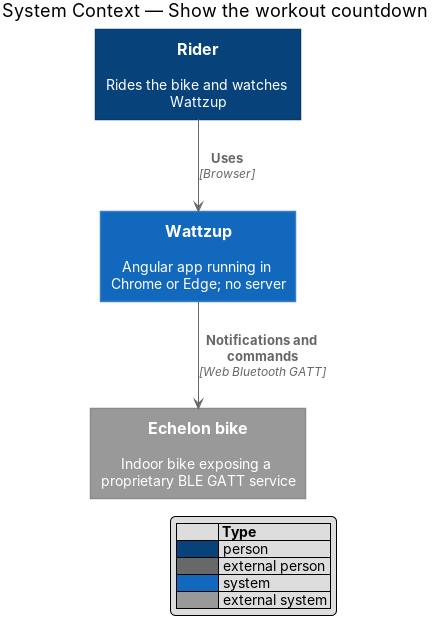 System Context — Show the workout countdown
Rider
Rides the bike and watches
Wattzup
Uses
[Browser]
Wattzup
Angular app running in
Chrome or Edge; no server
Notifications and
commands
[Web Bluetooth GATT]
Echelon bike
Indoor bike exposing a
proprietary BLE GATT service
Type
person
external person
system
external system